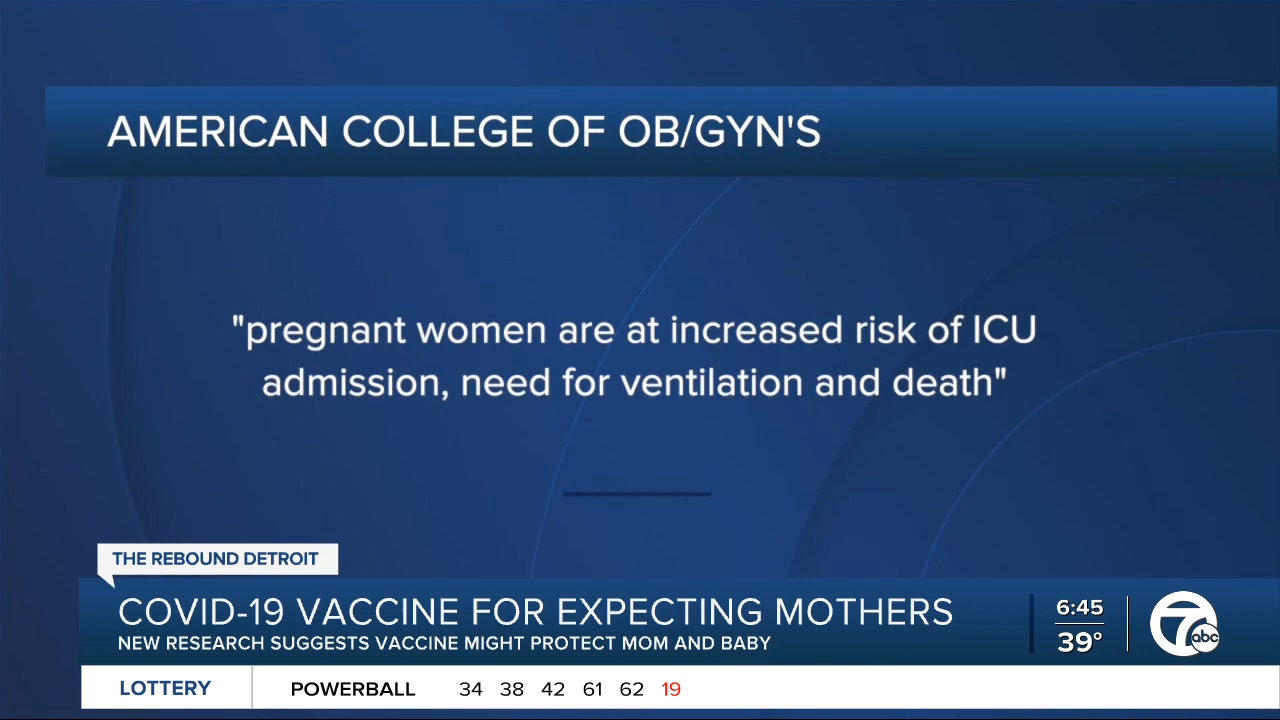 AMERICAN COLLEGE OF OB/GYN'S
"pregnant women are at increased risk of ICU
admission, need for ventilation and death"
THE REBOUND DETROIT
COVID-19 VACCINE FOR EXPECTING MOTHERS
NEW RESEARCH SUGGESTS VACCINE MIGHT PROTECT MOM AND BABY
6:45
39°
7 abc
LOTTERY POWERBALL 34 38 42 61 62 19